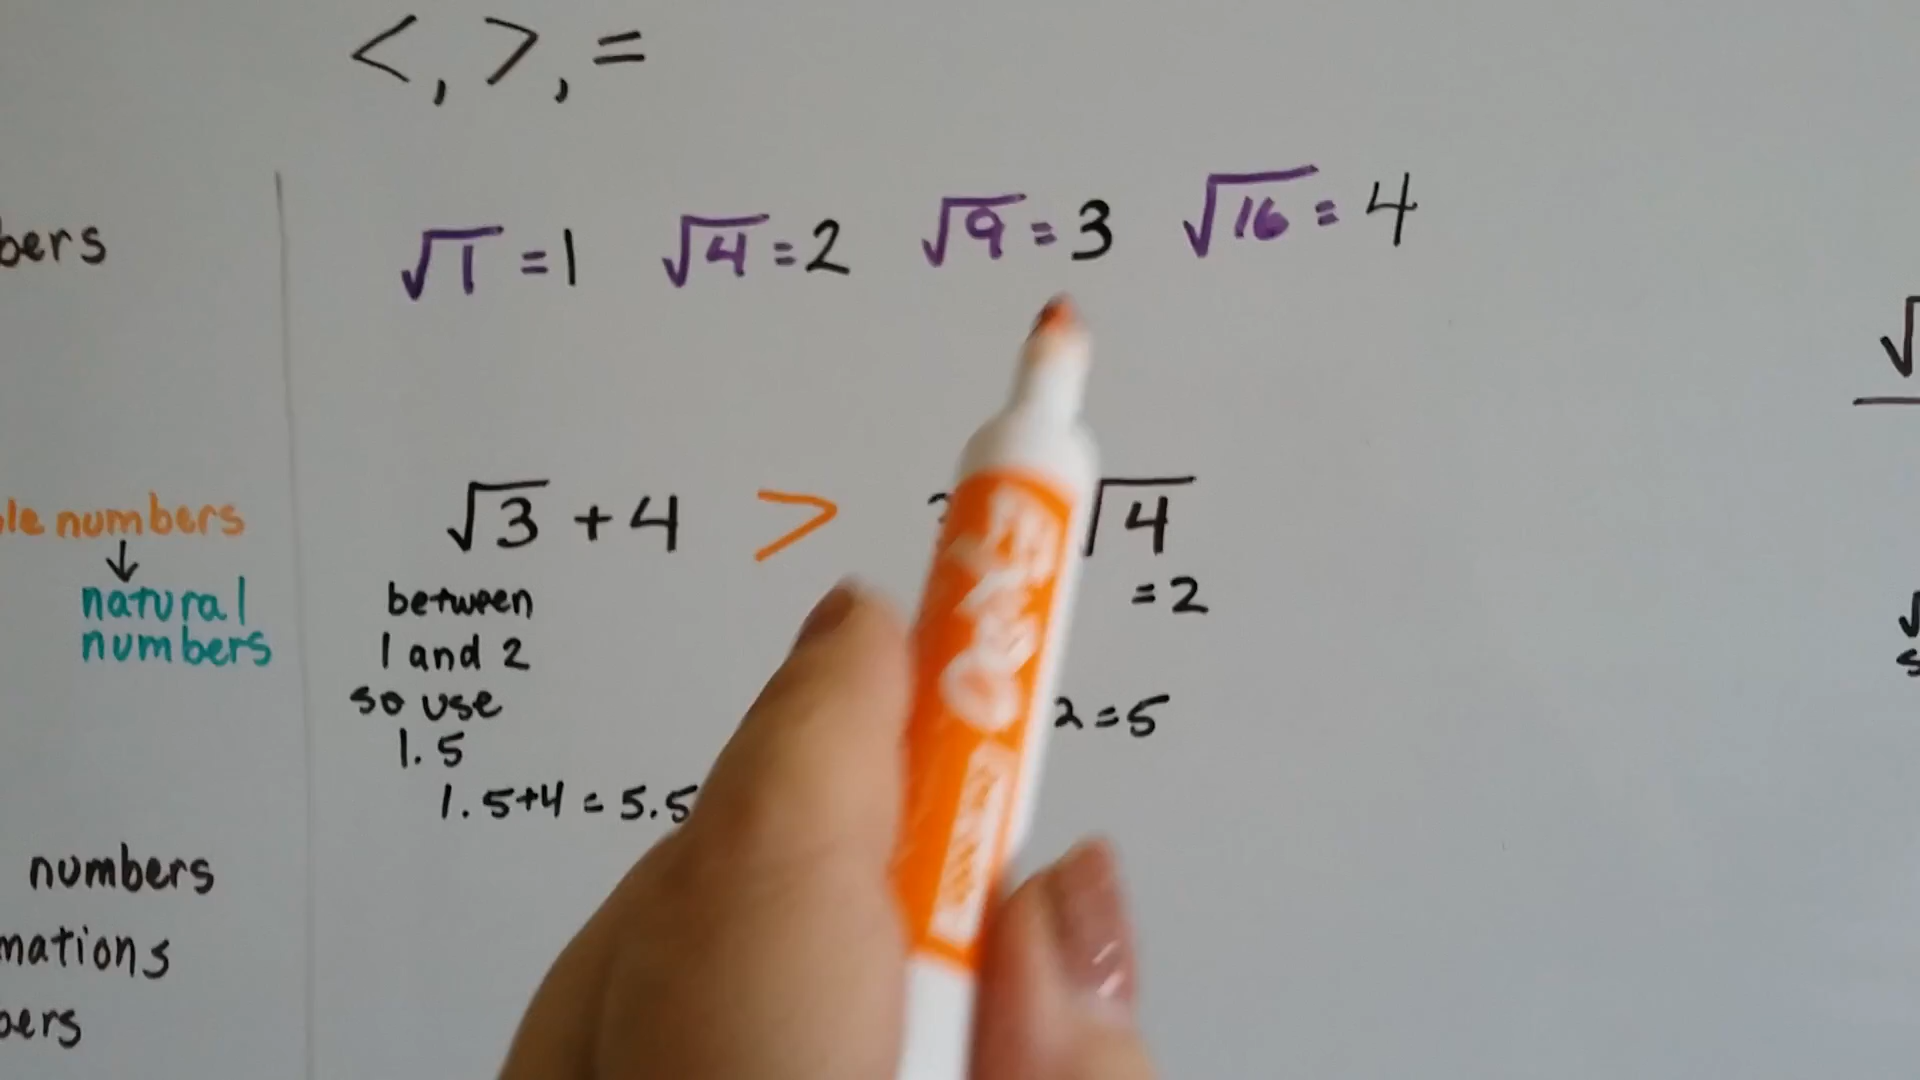 <, >, =
bers
√1 = 1 √4 = 2 √9 = 3 √16 = 4
√3 + 4 > √4
le numbers
between
= 2
natural
numbers
1 and 2
so use
2 = 5
1.5
1.5+4 = 5.5
numbers
mations
bers
EXPO